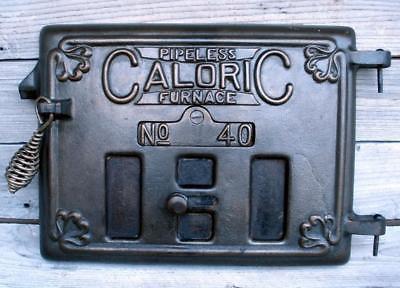 PIPELESS
CALORIC
FURNACE
No 40